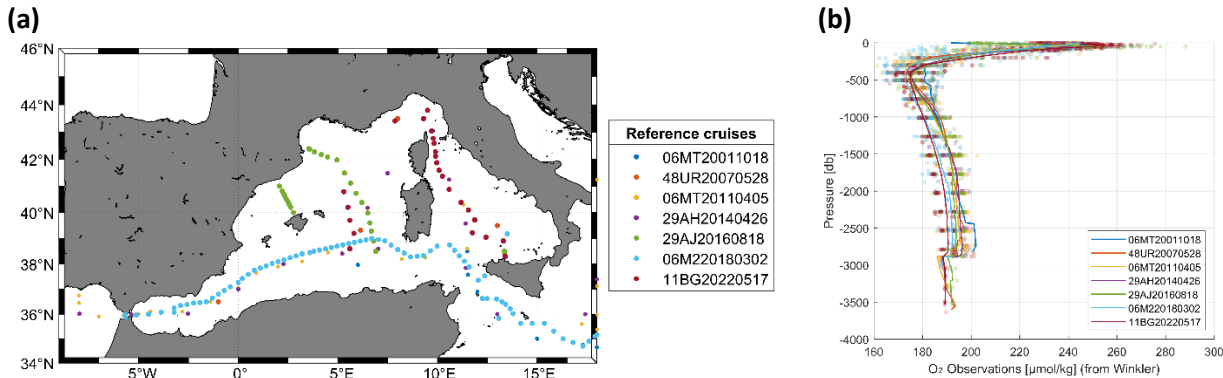 (a)
46°N
44°N
42°N
40°N
38°N
36°N
34°N
5°W
0°
5°E
10°E
15°E
Reference cruises
06MT20011018
48UR20070528
06MT20110405
29AH20140426
29AJ20160818
06M220180302
11BG20220517
(b)
0
-500
-1000
-1500
-2000
-2500
-3000
-3500
-4000
Pressure [db]
160 180 200 220 240 260 280 300
O₂ Observations [μmol/kg] (from Winkler)
06MT20011018
48UR20070528
06MT20110405
29AH20140426
29AJ20160818
06M220180302
11BG20220517